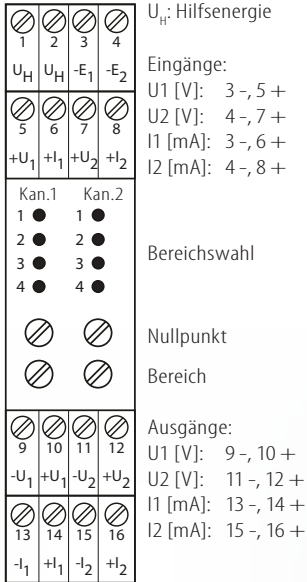 1 2 3 4
U_H U_H -E_1 -E_2
5 6 7 8
+U_1 +I_1 +U_2 +I_2
Kan.1 Kan.2
1 1
2 2
3 3
4 4
9 10 11 12
-U_1 +U_1 -U_2 +U_2
13 14 15 16
-I_1 +I_1 -I_2 +I_2
U_H: Hilfsenergie
Eingänge:
U1 [V]: 3 -, 5 +
U2 [V]: 4 -, 7 +
I1 [mA]: 3 -, 6 +
I2 [mA]: 4 -, 8 +
Bereichswahl
Nullpunkt
Bereich
Ausgänge:
U1 [V]: 9 -, 10 +
U2 [V]: 11 -, 12 +
I1 [mA]: 13 -, 14 +
I2 [mA]: 15 -, 16 +